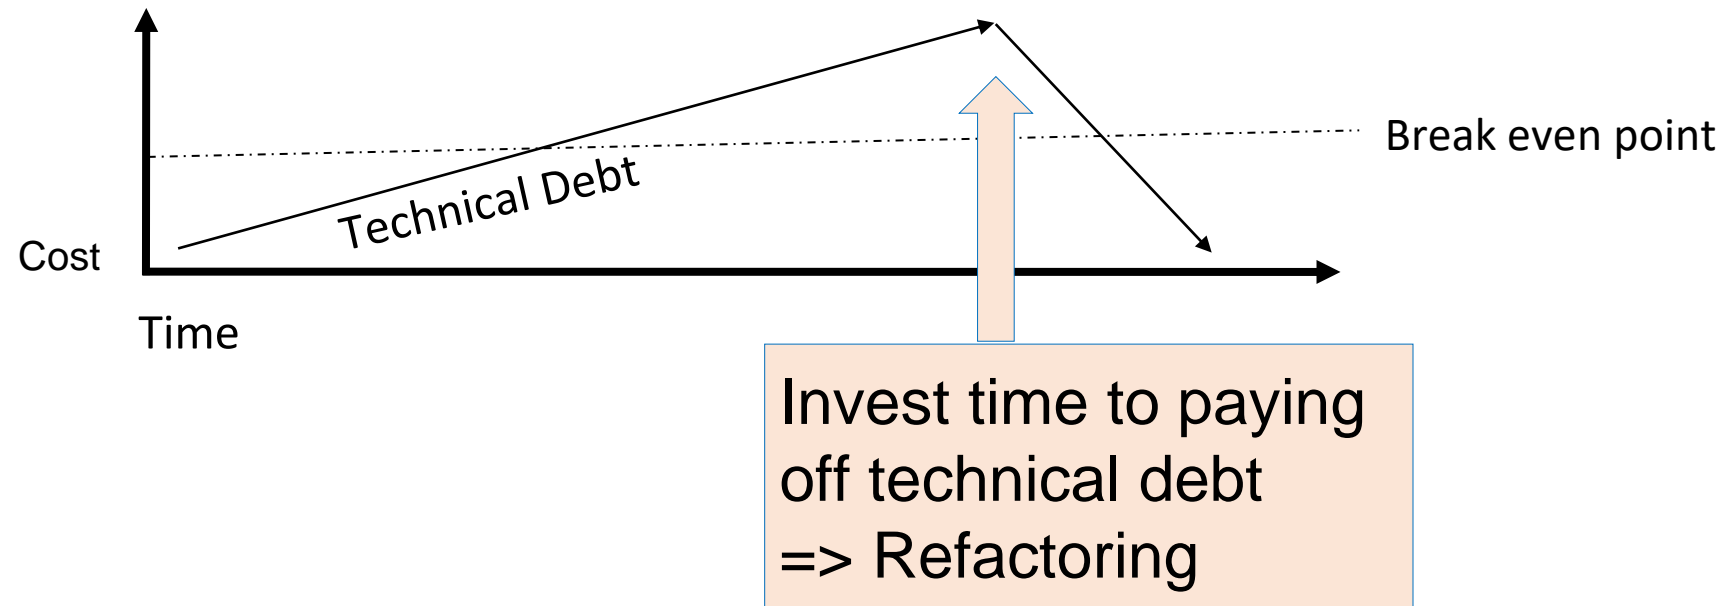 Break even point
Technical Debt
Cost
Time
Invest time to paying
off technical debt
=> Refactoring